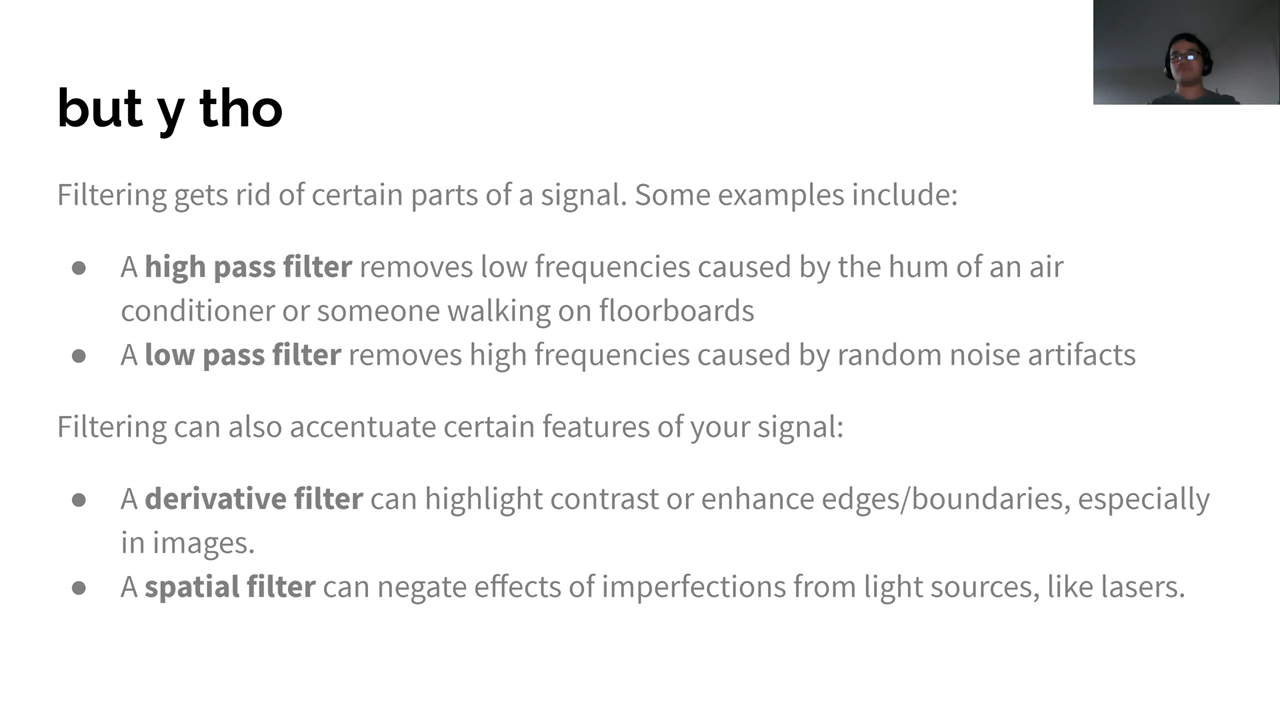 but y tho
Filtering gets rid of certain parts of a signal. Some examples include:
● A high pass filter removes low frequencies caused by the hum of an air
conditioner or someone walking on floorboards
● A low pass filter removes high frequencies caused by random noise artifacts
Filtering can also accentuate certain features of your signal:
● A derivative filter can highlight contrast or enhance edges/boundaries, especially
in images.
● A spatial filter can negate effects of imperfections from light sources, like lasers.